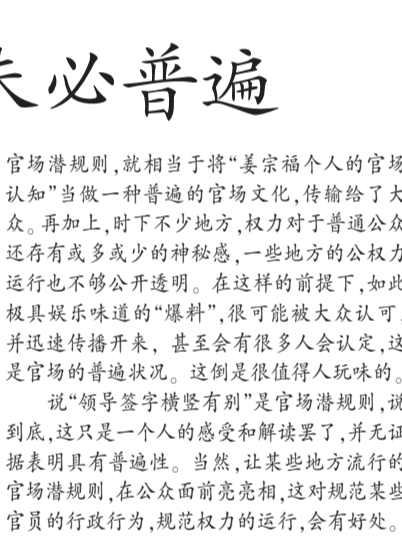 必普遍
官场潜规则,就相当于将“姜宗福个人的官场
认知”当做一种普遍的官场文化,传输给了大
众。再加上,时下不少地方,权力对于普通公众
还存有或多或少的神秘感,一些地方的公权力
运行也不够公开透明。在这样的前提下,如此
极具娱乐味道的“爆料”,很可能被大众认可,
并迅速传播开来,甚至会有很多人会认定,这
是官场的普遍状况。这倒是很值得人玩味的。
说“领导签字横竖有别”是官场潜规则,说
到底,这只是一个人的感受和解读罢了,并无证
据表明具有普遍性。当然,让某些地方流行的
官场潜规则,在公众面前亮亮相,这对规范某些
官员的行政行为,规范权力的运行,会有好处。